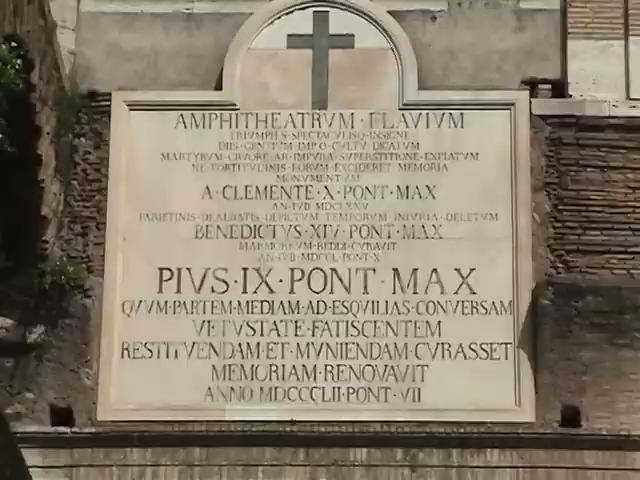 AMPHITHEATRVM · FLAVIVM
TRIVMPHIS · SPECTACVLISQ · INSIGNE
DIIS · GENTIVM · IMPIO · CVLTV · DICATVM
MARTYRVM · CRVORE · AB · IMPVRA · SVPERSTITIONE · EXPIATVM
NE · FORTITVDINIS · EORVM · EXCIDERET · MEMORIA
MONVMENTVM
A · CLEMENTE · X · PONT · MAX
AN · IVB · MDCLXXV
PARIETINIS · DEALBATIS · DEPICTVM · TEMPORVM · INIVRIA · DELETVM
BENEDICTVS · XIV · PONT · MAX
MARMOREVM · REDDI · CVRAVIT
AN · IVB · MDCCL · PONT · X
PIVS · IX · PONT · MAX
QVVM · PARTEM · MEDIAM · AD · ESQVILIAS · CONVERSAM
VETVSTATE · FATISCENTEM
RESTITVENDAM · ET · MVNIENDAM · CVRASSET
MEMORIAM · RENOVAVIT
ANNO · MDCCCLII · PONT · VII